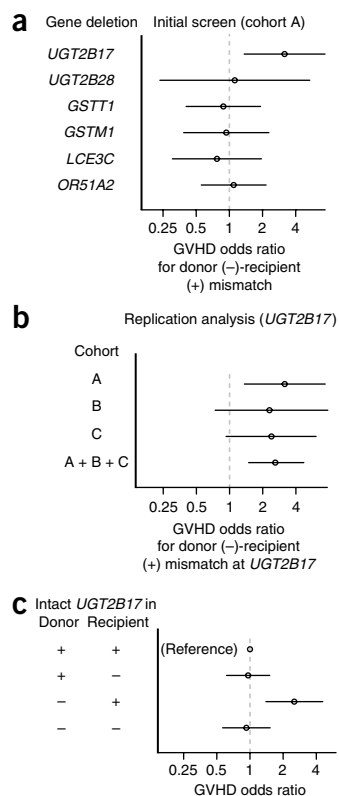 a Gene deletion Initial screen (cohort A)
UGT2B17
UGT2B28
GSTT1
GSTM1
LCE3C
OR51A2
0.25 0.5 1 2 4
GVHD odds ratio
for donor (–)-recipient
(+) mismatch
b
Replication analysis (UGT2B17)
Cohort
A
B
C
A + B + C
0.25 0.5 1 2 4
GVHD odds ratio
for donor (–)-recipient
(+) mismatch at UGT2B17
c Intact UGT2B17 in
Donor Recipient
+ + (Reference)
+ –
– +
– –
0.25 0.5 1 2 4
GVHD odds ratio